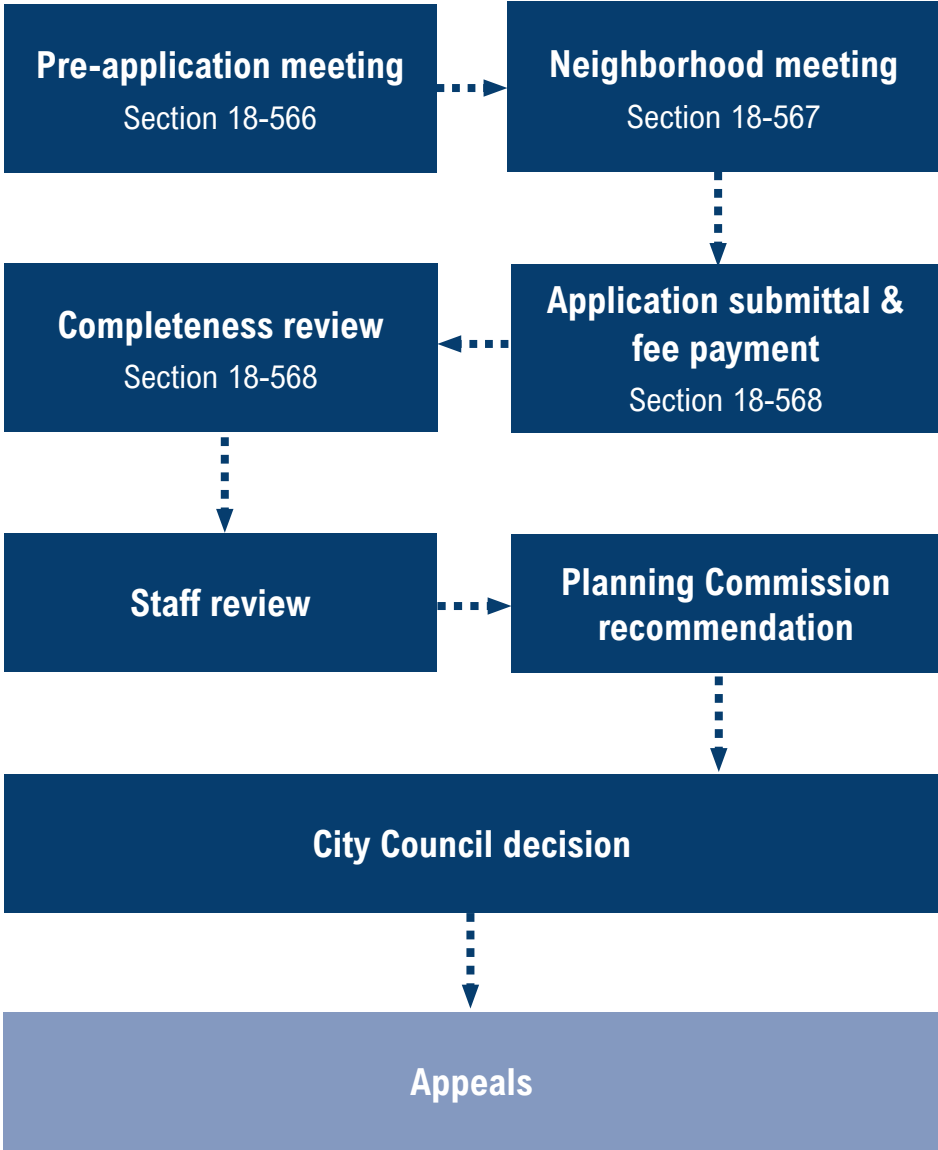 Pre-application meeting
Section 18-566
Neighborhood meeting
Section 18-567
Application submittal &
fee payment
Section 18-568
Completeness review
Section 18-568
Staff review
Planning Commission
recommendation
City Council decision
Appeals